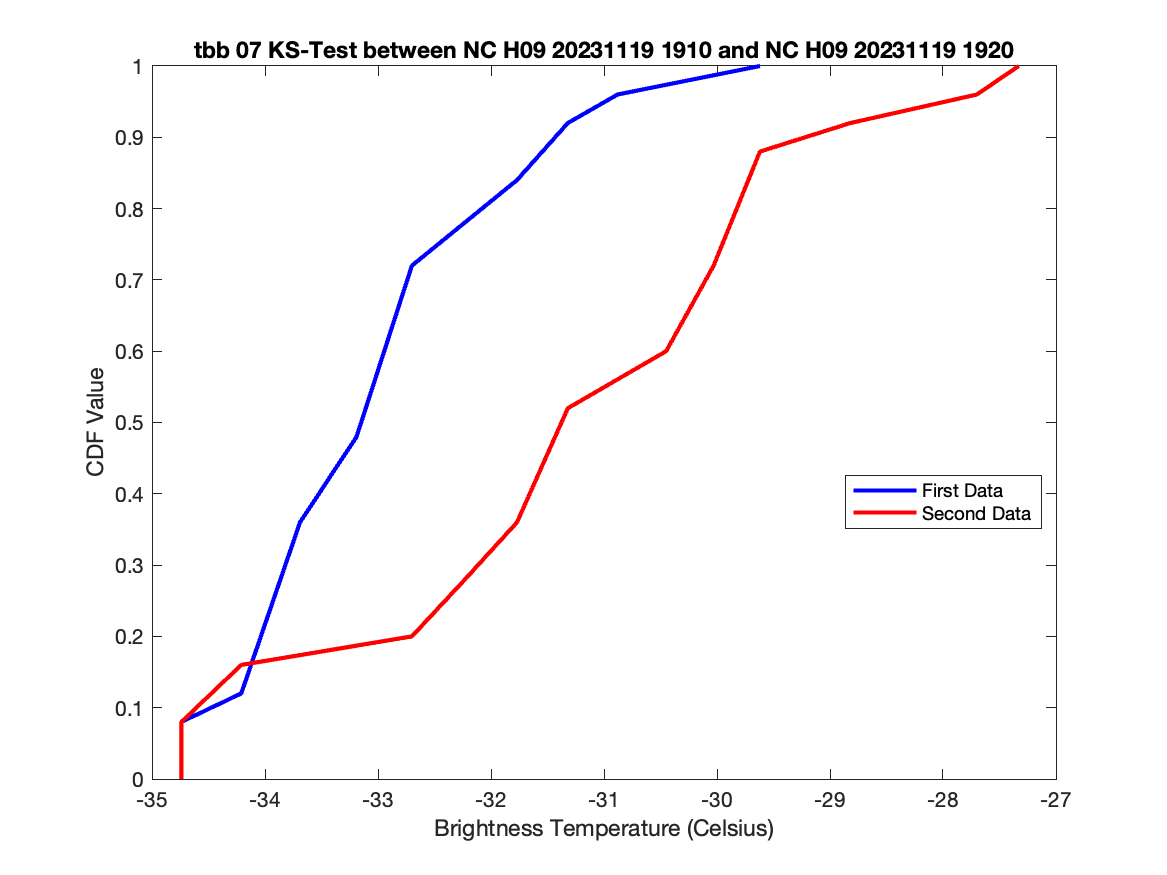 tbb 07 KS-Test between NC H09 20231119 1910 and NC H09 20231119 1920
1
0.9
0.8
0.7
0.6
0.5
0.4
0.3
0.2
0.1
0
CDF Value
First Data
Second Data
-35 -34 -33 -32 -31 -30 -29 -28 -27
Brightness Temperature (Celsius)